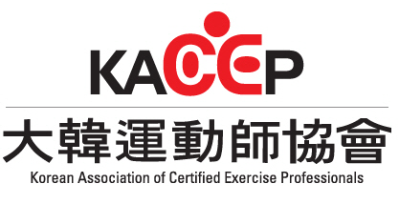 KACEP
大韓運動師協會
Korean Association of Certified Exercise Professionals